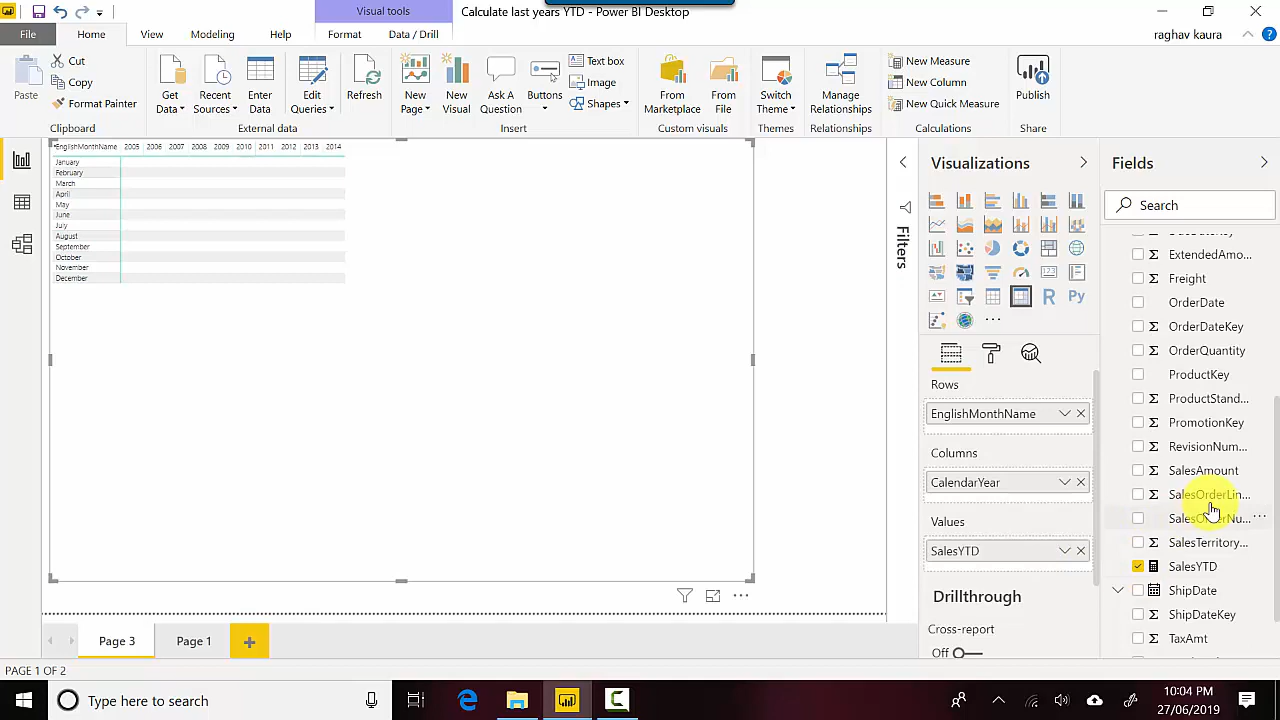 Visual tools
Calculate last years YTD - Power BI Desktop
File
Home
View
Modeling
Help
Format
Data / Drill
raghav kaura
Paste
Cut
Copy
Format Painter
Clipboard
Get Data
Recent Sources
Enter Data
Edit Queries
Refresh
External data
New Page
New Visual
Ask A Question
Buttons
Text box
Image
Shapes
Insert
From Marketplace
From File
Custom visuals
Switch Theme
Themes
Manage Relationships
Relationships
New Measure
New Column
New Quick Measure
Calculations
Publish
Share
EnglishMonthName 2005 2006 2007 2008 2009 2010 2011 2012 2013 2014
January
February
March
April
May
June
July
August
September
October
November
December
Filters
Visualizations
R
Py
Rows
EnglishMonthName
Columns
CalendarYear
Values
SalesYTD
Drillthrough
Cross-report
Off
Fields
Search
ExtendedAmo...
Freight
OrderDate
OrderDateKey
OrderQuantity
ProductKey
ProductStand...
PromotionKey
RevisionNum...
SalesAmount
SalesOrderLin...
SalesOrderNu...
SalesTerritory...
SalesYTD
ShipDate
ShipDateKey
TaxAmt
Page 3
Page 1
PAGE 1 OF 2
Type here to search
10:04 PM
27/06/2019